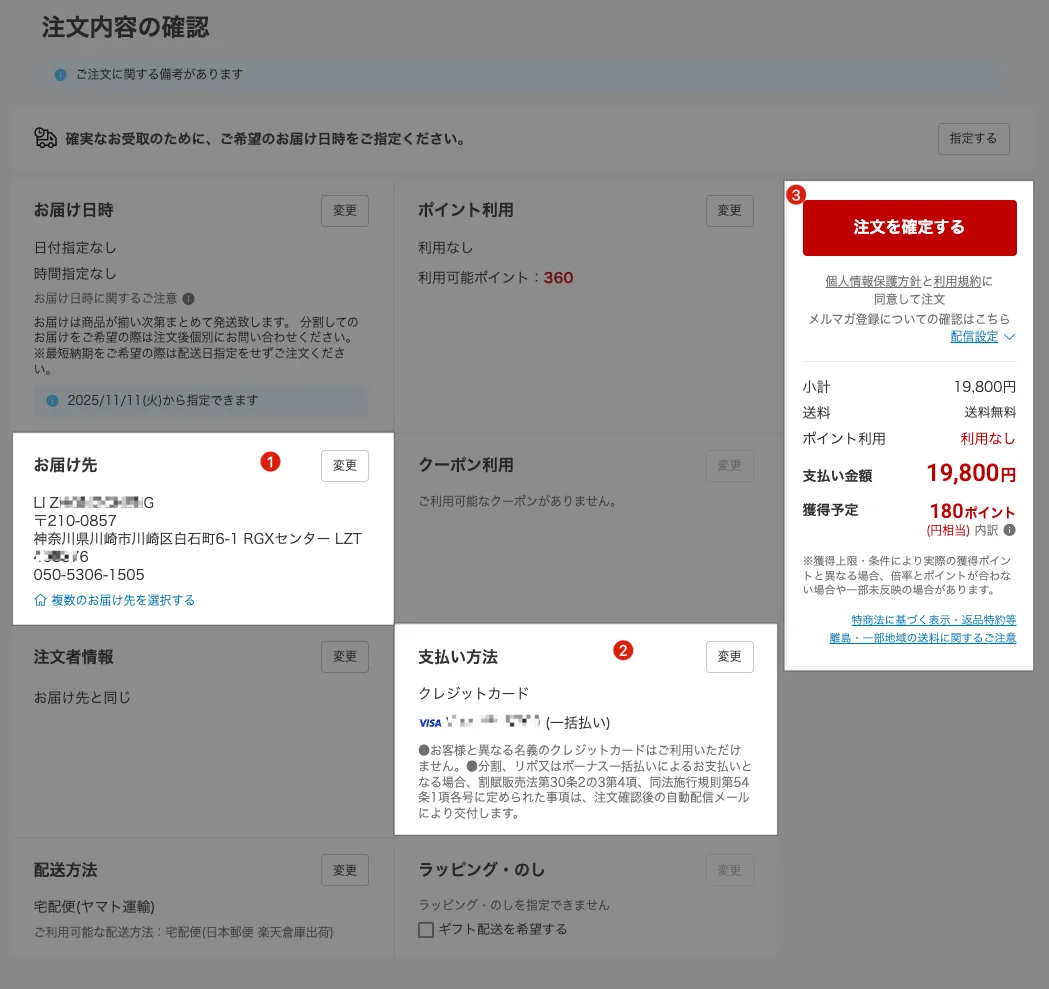 注文内容の確認
ご注文に関する備考があります
確実なお受取のために、ご希望のお届け日時をご指定ください。
指定する
お届け日時
変更
日付指定なし
時間指定なし
お届け日時に関するご注意
お届けは商品が揃い次第まとめて発送致します。 分割しての
お届けをご希望の際は注文後個別にお問い合わせください。
※最短納期をご希望の際は配送日指定をせずご注文くださ
い。
2025/11/11(火)から指定できます
ポイント利用
変更
利用なし
利用可能ポイント：360
お届け先
1
変更
LI Z G
〒210-0857
神奈川県川崎市川崎区白石町6-1 RGXセンター LZT
6
050-5306-1505
複数のお届け先を選択する
クーポン利用
変更
ご利用可能なクーポンがありません。
注文者情報
変更
お届け先と同じ
支払い方法
2
変更
クレジットカード
VISA (一括払い)
●お客様と異なる名義のクレジットカードはご利用いただけ
ません。●分割、リボ又はボーナス一括払いによるお支払いと
なる場合、割賦販売法第30条2の3第4項、同法施行規則第54
条1項各号に定められた事項は、注文確認後の自動配信メール
により交付します。
配送方法
変更
宅配便(ヤマト運輸)
ご利用可能な配送方法：宅配便(日本郵便 楽天倉庫出荷)
ラッピング・のし
変更
ラッピング・のしを指定できません
ギフト配送を希望する
3
注文を確定する
個人情報保護方針と利用規約に
同意して注文
メルマガ登録についての確認はこちら
配信設定
小計 19,800円
送料 送料無料
ポイント利用 利用なし
支払い金額 19,800円
獲得予定 180ポイント
(円相当) 内訳
※獲得上限・条件により実際の獲得ポイン
トと異なる場合、倍率とポイントが合わな
い場合や一部未反映の場合があります。
特商法に基づく表示・返品特約等
離島・一部地域の送料に関するご注意